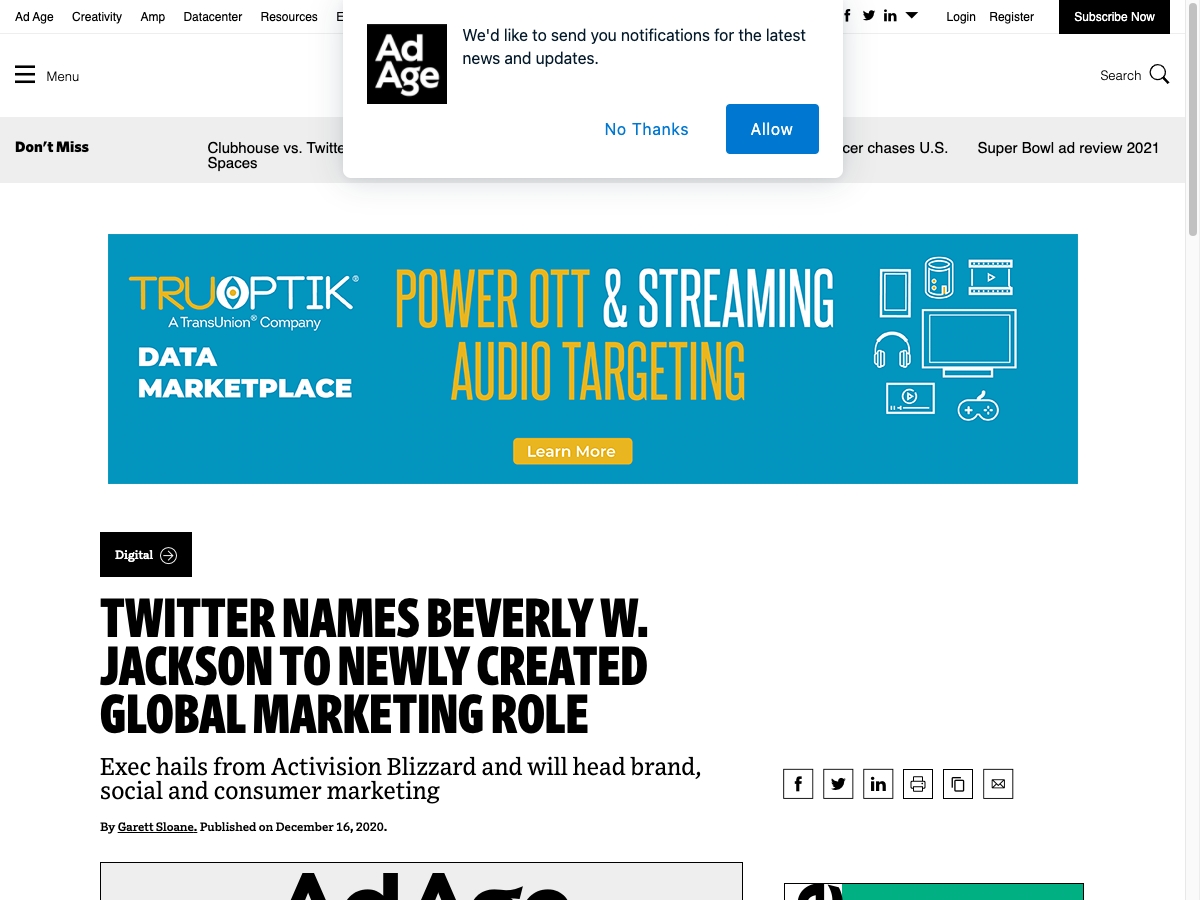 Ad Age Creativity Amp Datacenter Resources
Login Register Subscribe Now
Ad
Age
We'd like to send you notifications for the latest
news and updates.
No Thanks Allow
Menu
Search
Don't Miss
Clubhouse vs. Twitte
Spaces
cer chases U.S.
Super Bowl ad review 2021
TRUOPTIK®
A TransUnion® Company
DATA
MARKETPLACE
POWER OTT & STREAMING
AUDIO TARGETING
Learn More
Digital
TWITTER NAMES BEVERLY W.
JACKSON TO NEWLY CREATED
GLOBAL MARKETING ROLE
Exec hails from Activision Blizzard and will head brand,
social and consumer marketing
By Garett Sloane. Published on December 16, 2020.
Ad Age